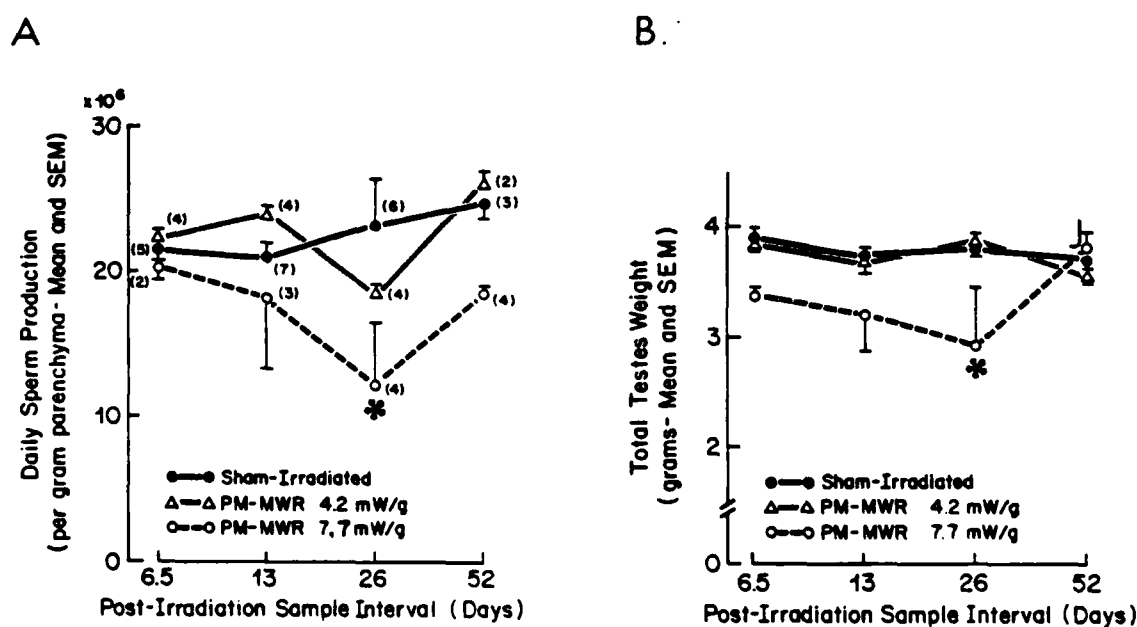 A
x 10⁶
30
20
10
0
Daily Sperm Production
(per gram parenchyma - Mean and SEM)
(4)
(5)
(2)
(4)
(7)
(3)
(6)
(4)
(4)
(2)
(3)
(4)
*
Sham-Irradiated
PM-MWR 4.2 mW/g
PM-MWR 7,7 mW/g
6.5 13 26 52
Post-Irradiation Sample Interval (Days)
B.
4
3
2
0
Total Testes Weight
(grams- Mean and SEM)
*
Sham-Irradiated
PM-MWR 4.2 mW/g
PM-MWR 7.7 mW/g
6.5 13 26 52
Post-Irradiation Sample Interval (Days)